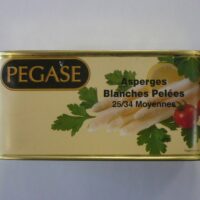 PEGASE
Asperges
Blanches Pelées
25/34 Moyennes